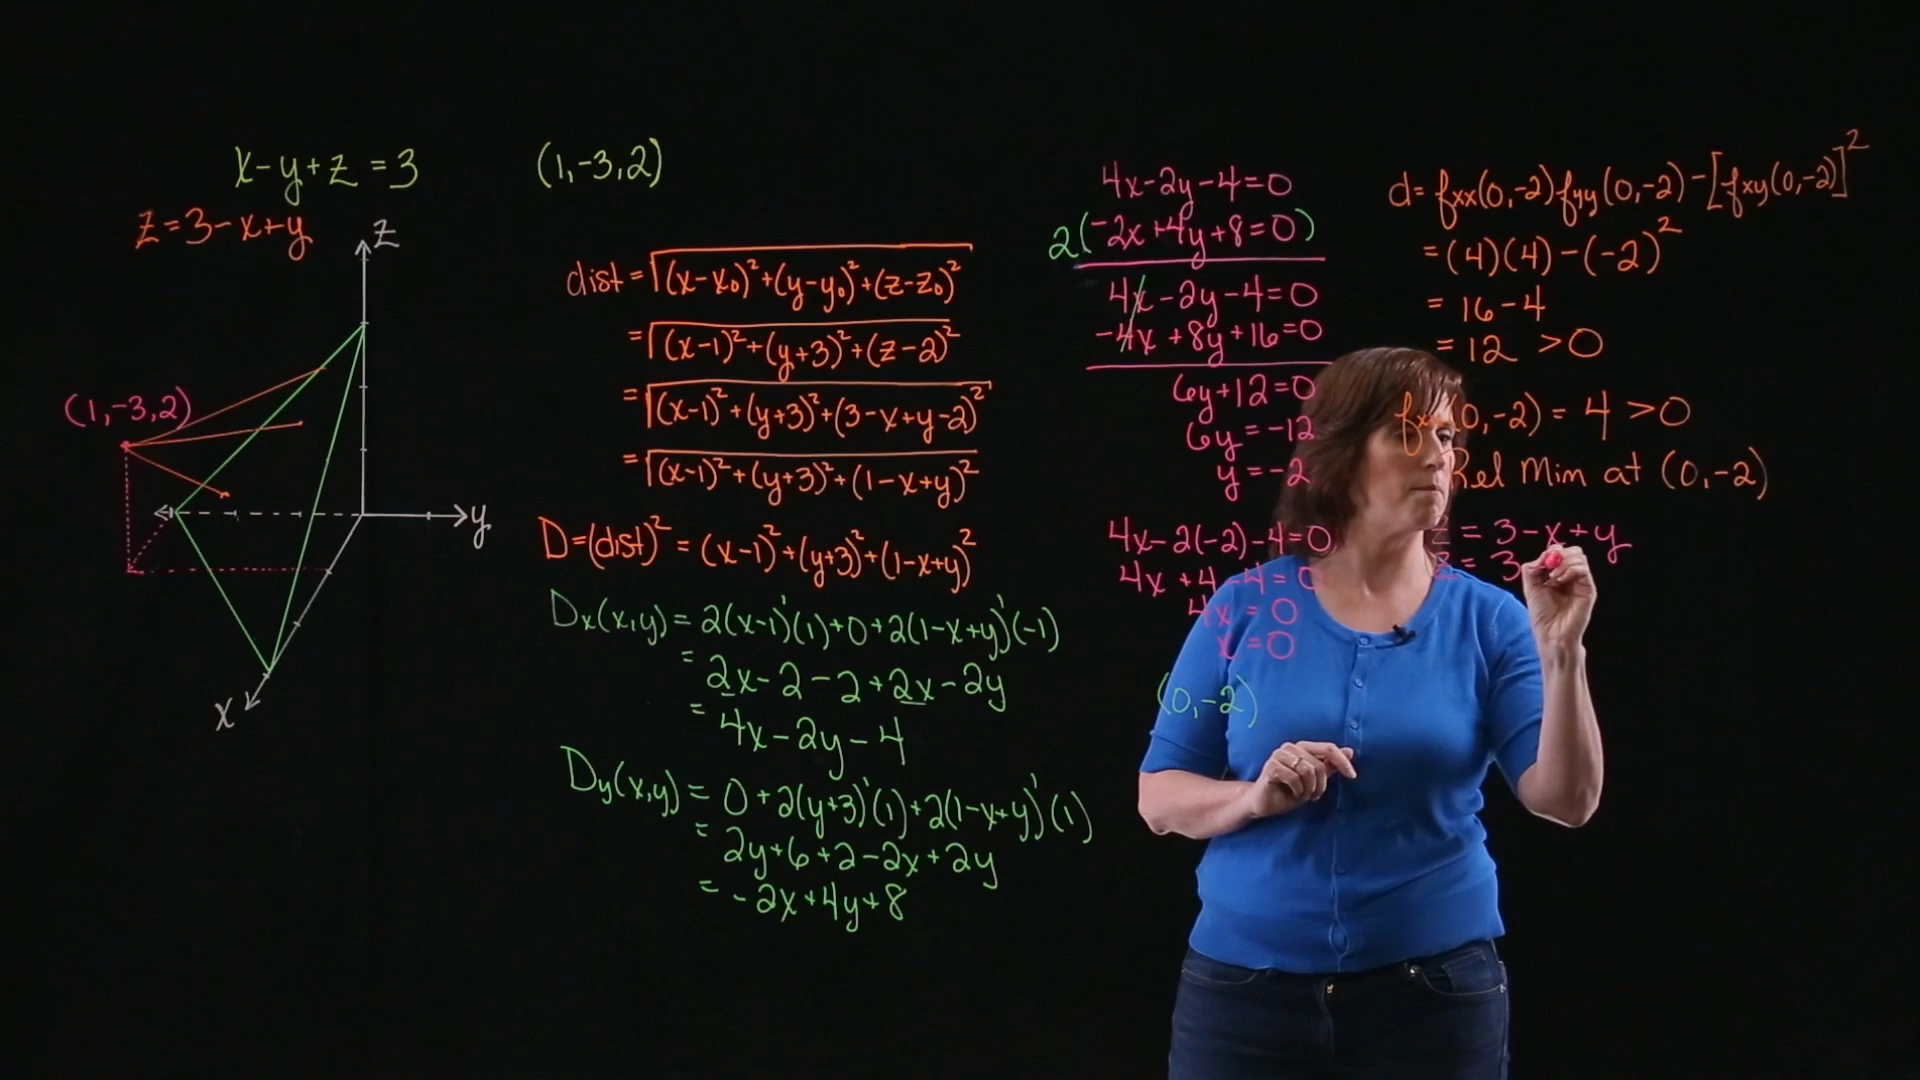 x-y+z=3
z=3-x+y
z
(1,-3,2)
y
x
(1,-3,2)
dist=√(x-x₀)²+(y-y₀)²+(z-z₀)²
=√(x-1)²+(y+3)²+(z-2)²
=√(x-1)²+(y+3)²+(3-x+y-2)²
=√(x-1)²+(y+3)²+(1-x+y)²
D=(dist)²=(x-1)²+(y+3)²+(1-x+y)²
Dx(x,y)=2(x-1)¹(1)+0+2(1-x+y)¹(-1)
=2x-2-2+2x-2y
=4x-2y-4
Dy(x,y)=0+2(y+3)¹(1)+2(1-x+y)¹(1)
=2y+6+2-2x+2y
=-2x+4y+8
4x-2y-4=0
2(-2x+4y+8=0)
4x-2y-4=0
-4x+8y+16=0
6y+12=0
6y=-12
y=-2
4x-2(-2)-4=0
4x+4-4=0
4x=0
x=0
(0,-2)
d=fxx(0,-2)fyy(0,-2)-[fxy(0,-2)]²
=(4)(4)-(-2)²
=16-4
=12 >0
fxx(0,-2)=4>0
Rel Min at (0,-2)
z=3-x+y
z=3